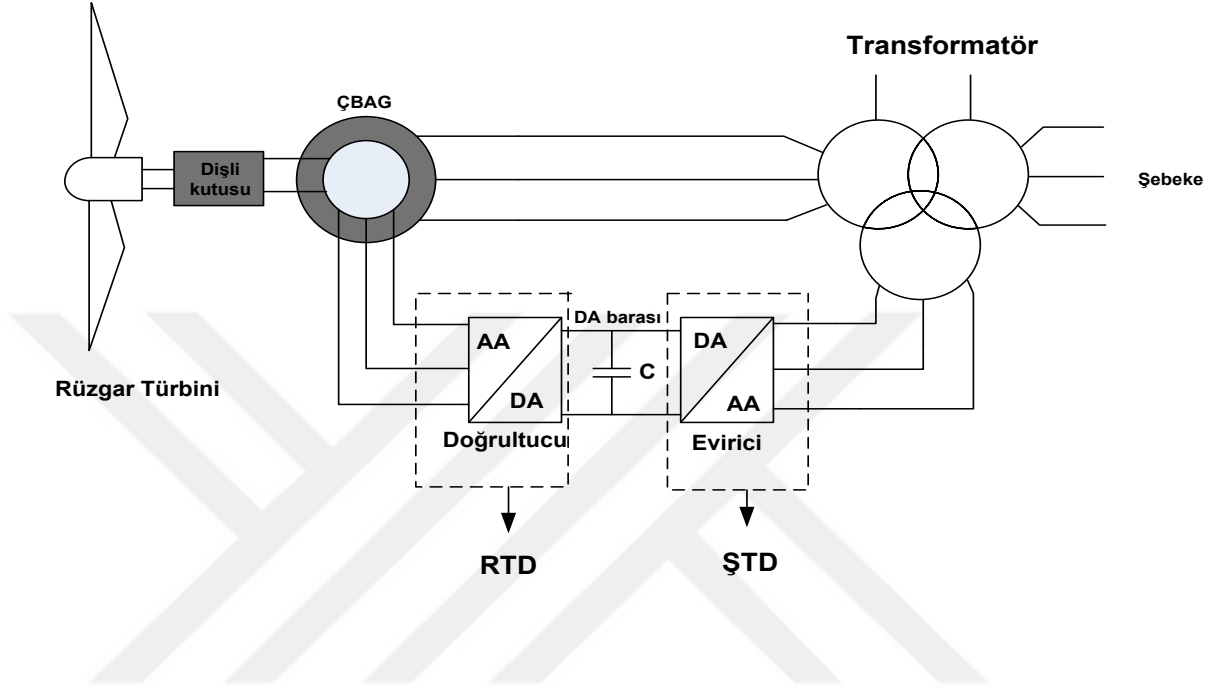 Transformatör
ÇBAG
Dişli
kutusu
Şebeke
DA barası
AA
DA
C
DA
AA
Rüzgar Türbini
Doğrultucu
Evirici
RTD
ŞTD